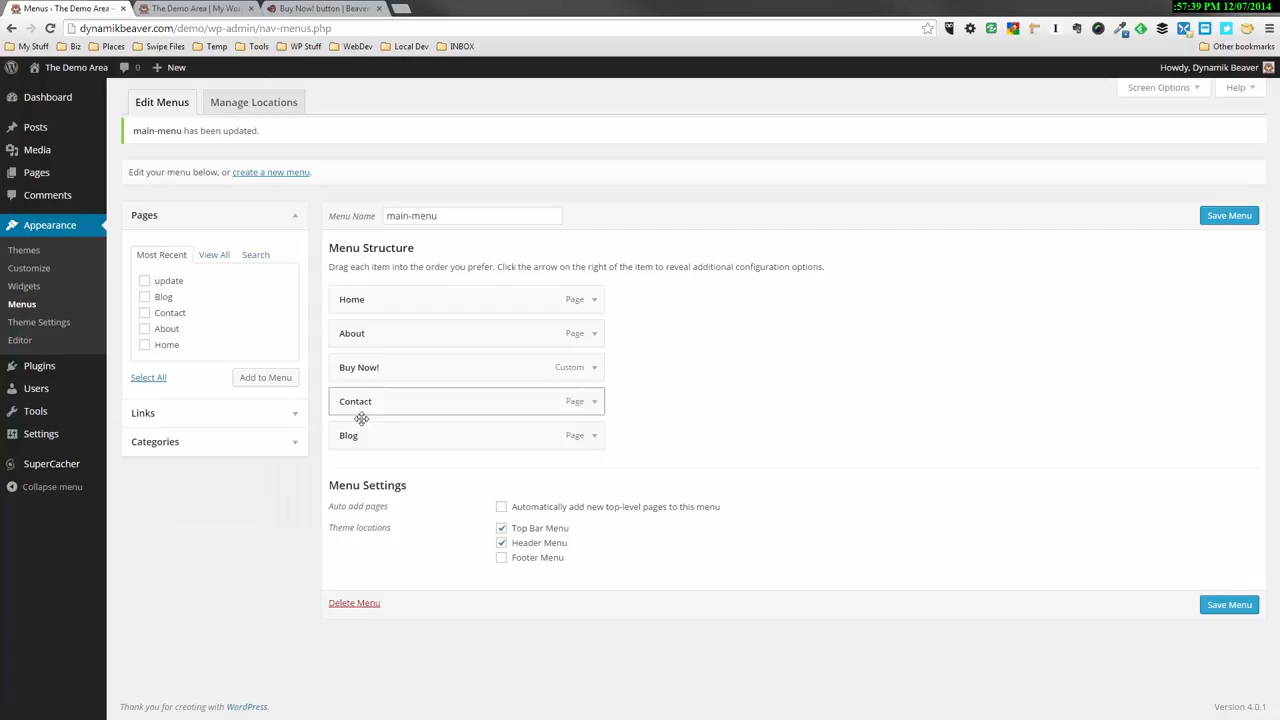 Menus ‹ The Demo Area –
The Demo Area | My Wo
Buy Now! button | Beaver
:57:39 PM 12/07/2014
dynamikbeaver.com/demo/wp-admin/nav-menus.php
My Stuff Biz Places Swipe Files Temp Tools WP Stuff WebDev Local Dev INBOX Other bookmarks
The Demo Area 0 New Howdy, Dynamik Beaver
Screen Options Help
Edit Menus Manage Locations
main-menu has been updated.
Edit your menu below, or create a new menu.
Dashboard
Posts
Media
Pages
Comments
Appearance
Themes
Customize
Widgets
Menus
Theme Settings
Editor
Plugins
Users
Tools
Settings
SuperCacher
Collapse menu
Pages
Most Recent View All Search
update
Blog
Contact
About
Home
Select All Add to Menu
Links
Categories
Menu Name main-menu Save Menu
Menu Structure
Drag each item into the order you prefer. Click the arrow on the right of the item to reveal additional configuration options.
Home Page
About Page
Buy Now! Custom
Contact Page
Blog Page
Menu Settings
Auto add pages Automatically add new top-level pages to this menu
Theme locations Top Bar Menu
Header Menu
Footer Menu
Delete Menu Save Menu
Thank you for creating with WordPress. Version 4.0.1